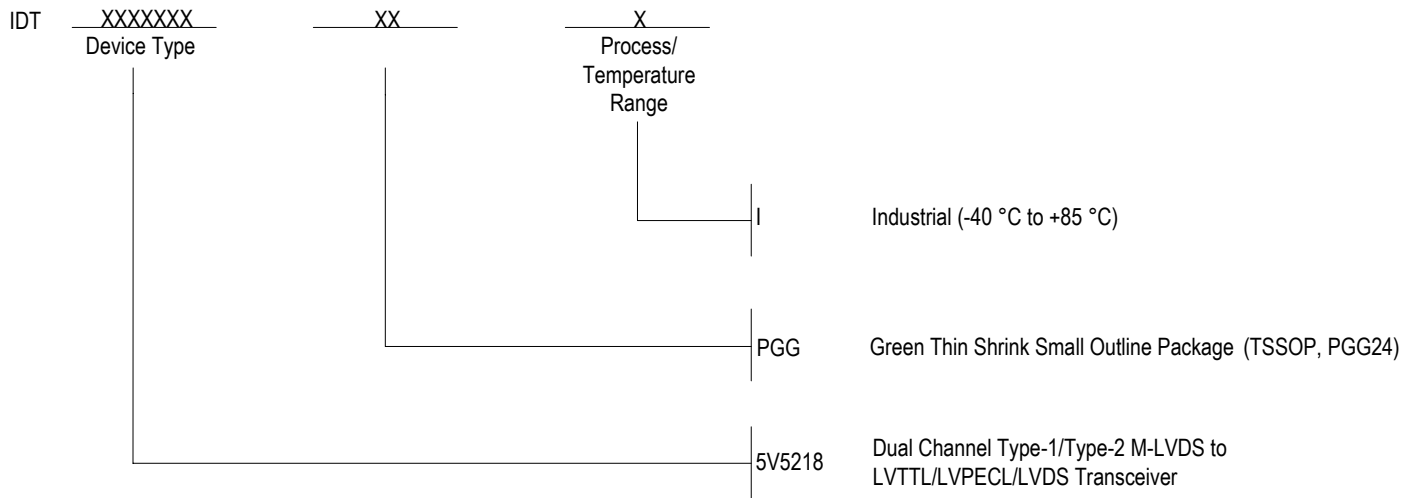 IDT XXXXXXX XX X
Device Type
Process/
Temperature
Range
I Industrial (-40 °C to +85 °C)
PGG Green Thin Shrink Small Outline Package (TSSOP, PGG24)
5V5218 Dual Channel Type-1/Type-2 M-LVDS to
LVTTL/LVPECL/LVDS Transceiver